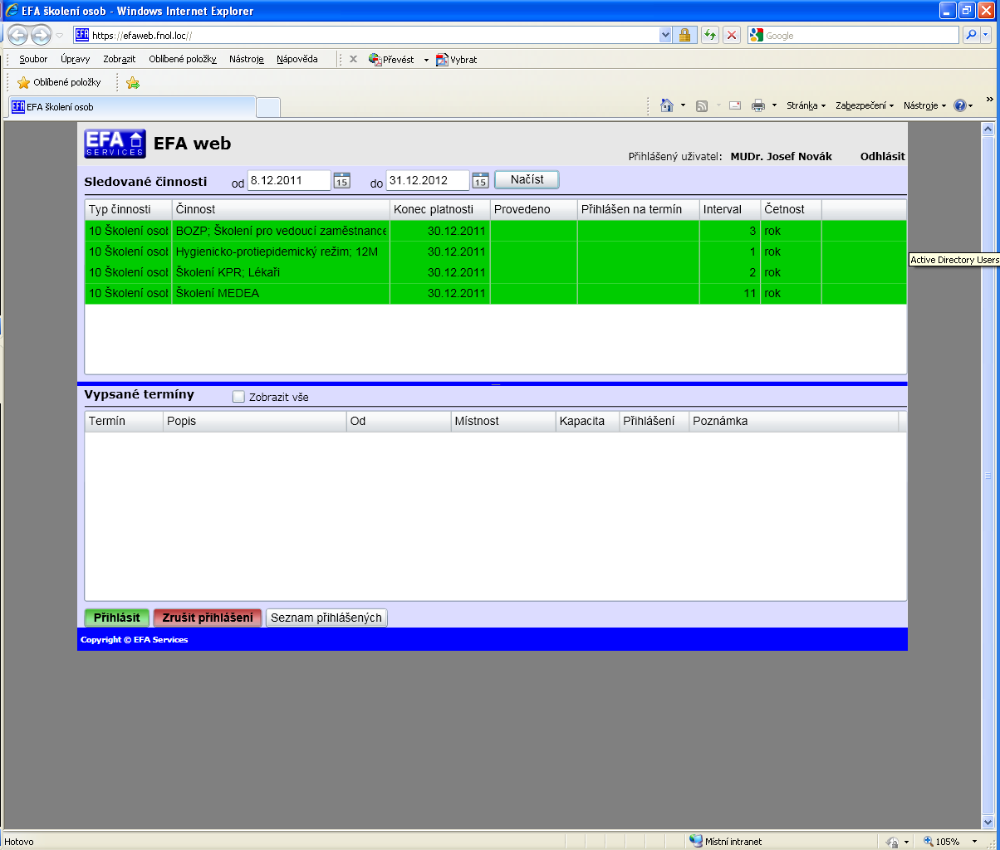 EFA školení osob - Windows Internet Explorer
https://efaweb.fnol.loc//
Google
Soubor Úpravy Zobrazit Oblíbené položky Nástroje Nápověda x Převést Vybrat
Oblíbené položky
EFA školení osob
Stránka Zabezpečení Nástroje »
EFA SERVICES EFA web
Přihlášený uživatel: MUDr. Josef Novák Odhlásit
Sledované činnosti od 8.12.2011 15 do 31.12.2012 15 Načíst
Typ činnosti Činnost Konec platnosti Provedeno Přihlášen na termín Interval Četnost
10 Školení osob BOZP; Školení pro vedoucí zaměstnance 30.12.2011 3 rok
10 Školení osob Hygienicko-protiepidemický režim; 12M 30.12.2011 1 rok
10 Školení osob Školení KPR; Lékaři 30.12.2011 2 rok
10 Školení osob Školení MEDEA 30.12.2011 11 rok
Active Directory Users
Vypsané termíny Zobrazit vše
Termín Popis Od Místnost Kapacita Přihlášení Poznámka
Přihlásit Zrušit přihlášení Seznam přihlášených
Copyright © EFA Services
Hotovo Místní intranet 105%